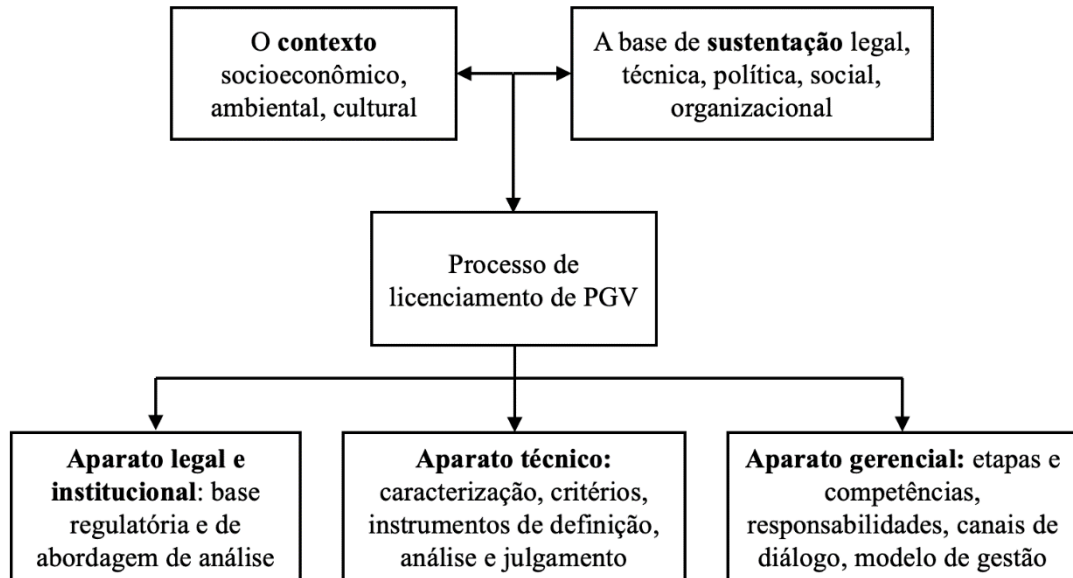 O contexto
socioeconômico,
ambiental, cultural
A base de sustentação legal,
técnica, política, social,
organizacional
Processo de
licenciamento de PGV
Aparato legal e
institucional: base
regulatória e de
abordagem de análise
Aparato técnico:
caracterização, critérios,
instrumentos de definição,
análise e julgamento
Aparato gerencial: etapas e
competências,
responsabilidades, canais de
diálogo, modelo de gestão